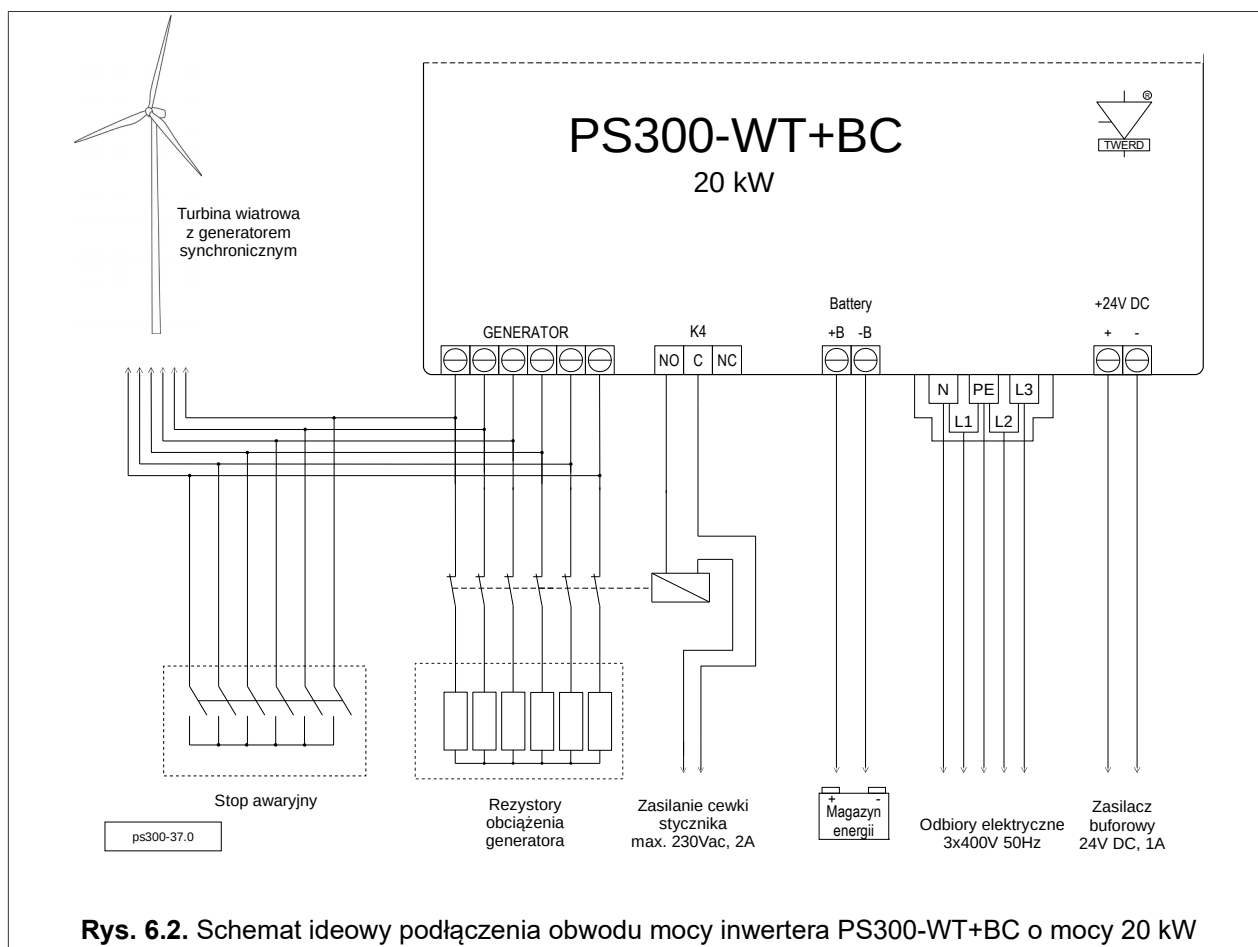 PS300-WT+BC
20 kW
®
TWERD
Turbina wiatrowa
z generatorem
synchronicznym
GENERATOR
K4
NO C NC
Battery
+B -B
+24V DC
+ -
N PE L3
L1 L2
Stop awaryjny
Rezystory
obciążenia
generatora
Zasilanie cewki
stycznika
max. 230Vac, 2A
+ -
Magazyn
energii
Odbiory elektryczne
3x400V 50Hz
Zasilacz
buforowy
24V DC, 1A
ps300-37.0
Rys. 6.2. Schemat ideowy podłączenia obwodu mocy inwertera PS300-WT+BC o mocy 20 kW